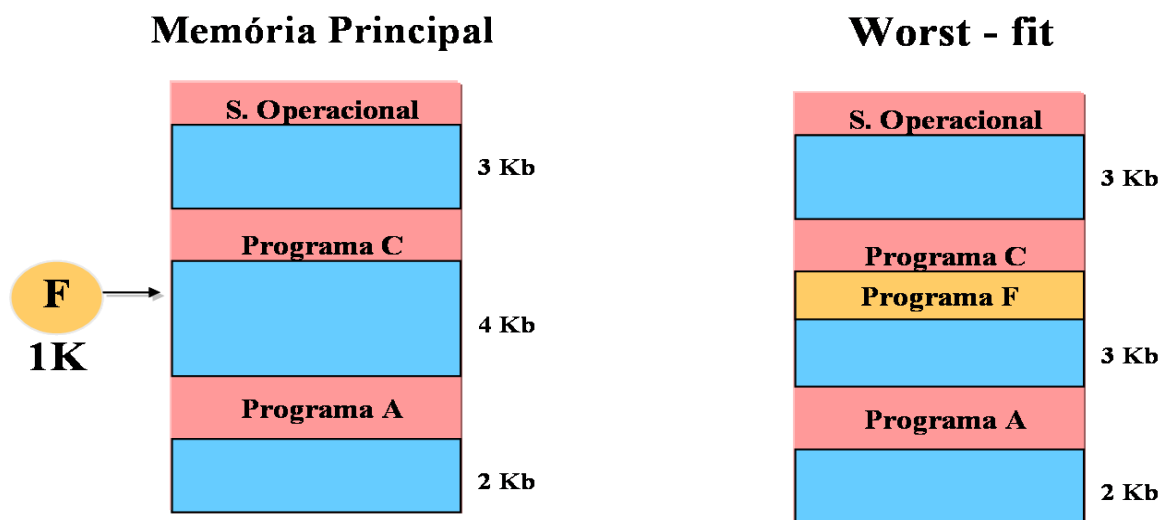 Memória Principal
S. Operacional
3 Kb
Programa C
F
1K
4 Kb
Programa A
2 Kb
Worst - fit
S. Operacional
3 Kb
Programa C
Programa F
3 Kb
Programa A
2 Kb